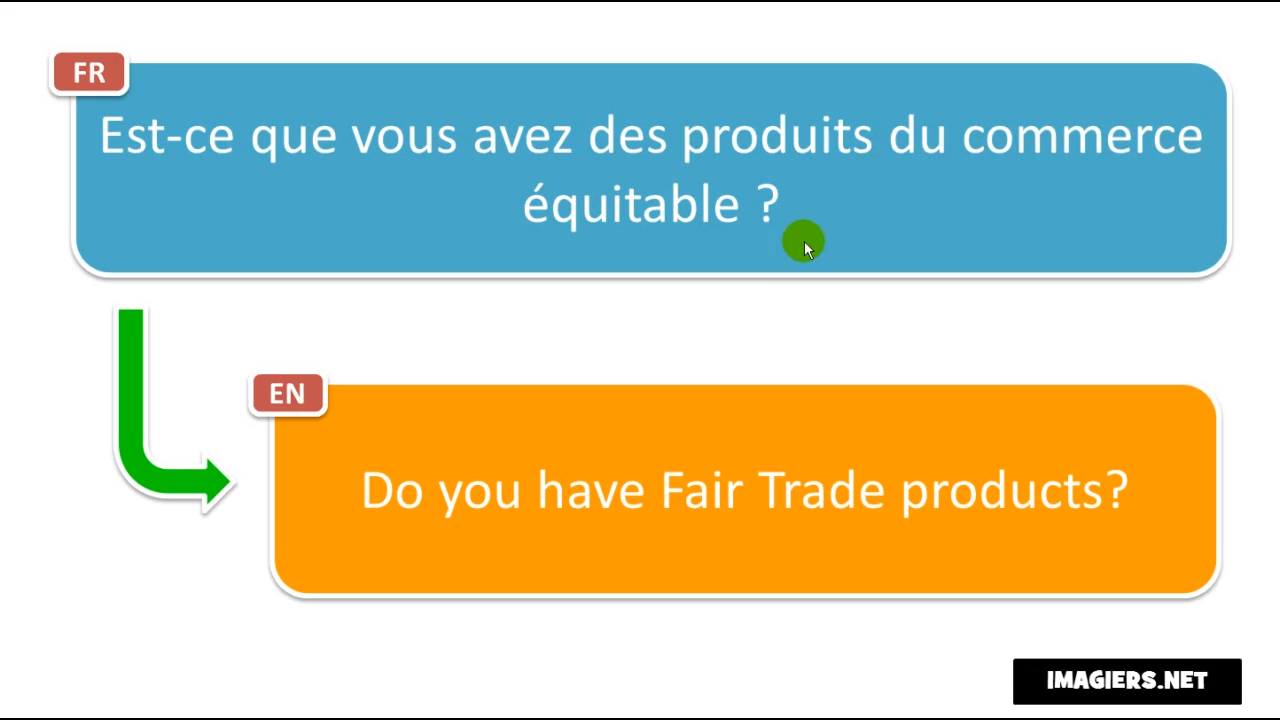 FR
Est-ce que vous avez des produits du commerce
équitable ?
EN
Do you have Fair Trade products?
IMAGIERS.NET